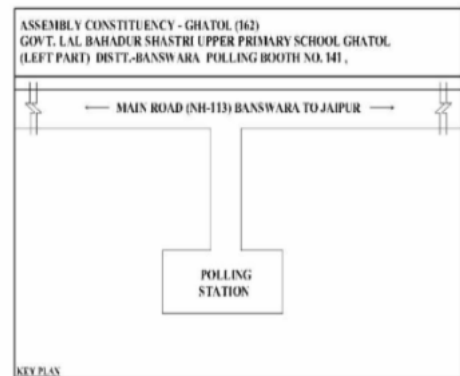 ASSEMBLY CONSTITUENCY - GHATOL (162)
GOVT. LAL BAHADUR SHASTRI UPPER PRIMARY SCHOOL GHATOL
(LEFT PART) DISTT.-BANSWARA POLLING BOOTH NO. 141 ,
MAIN ROAD (NH-113) BANSWARA TO JAIPUR
POLLING
STATION
KEY PLAN